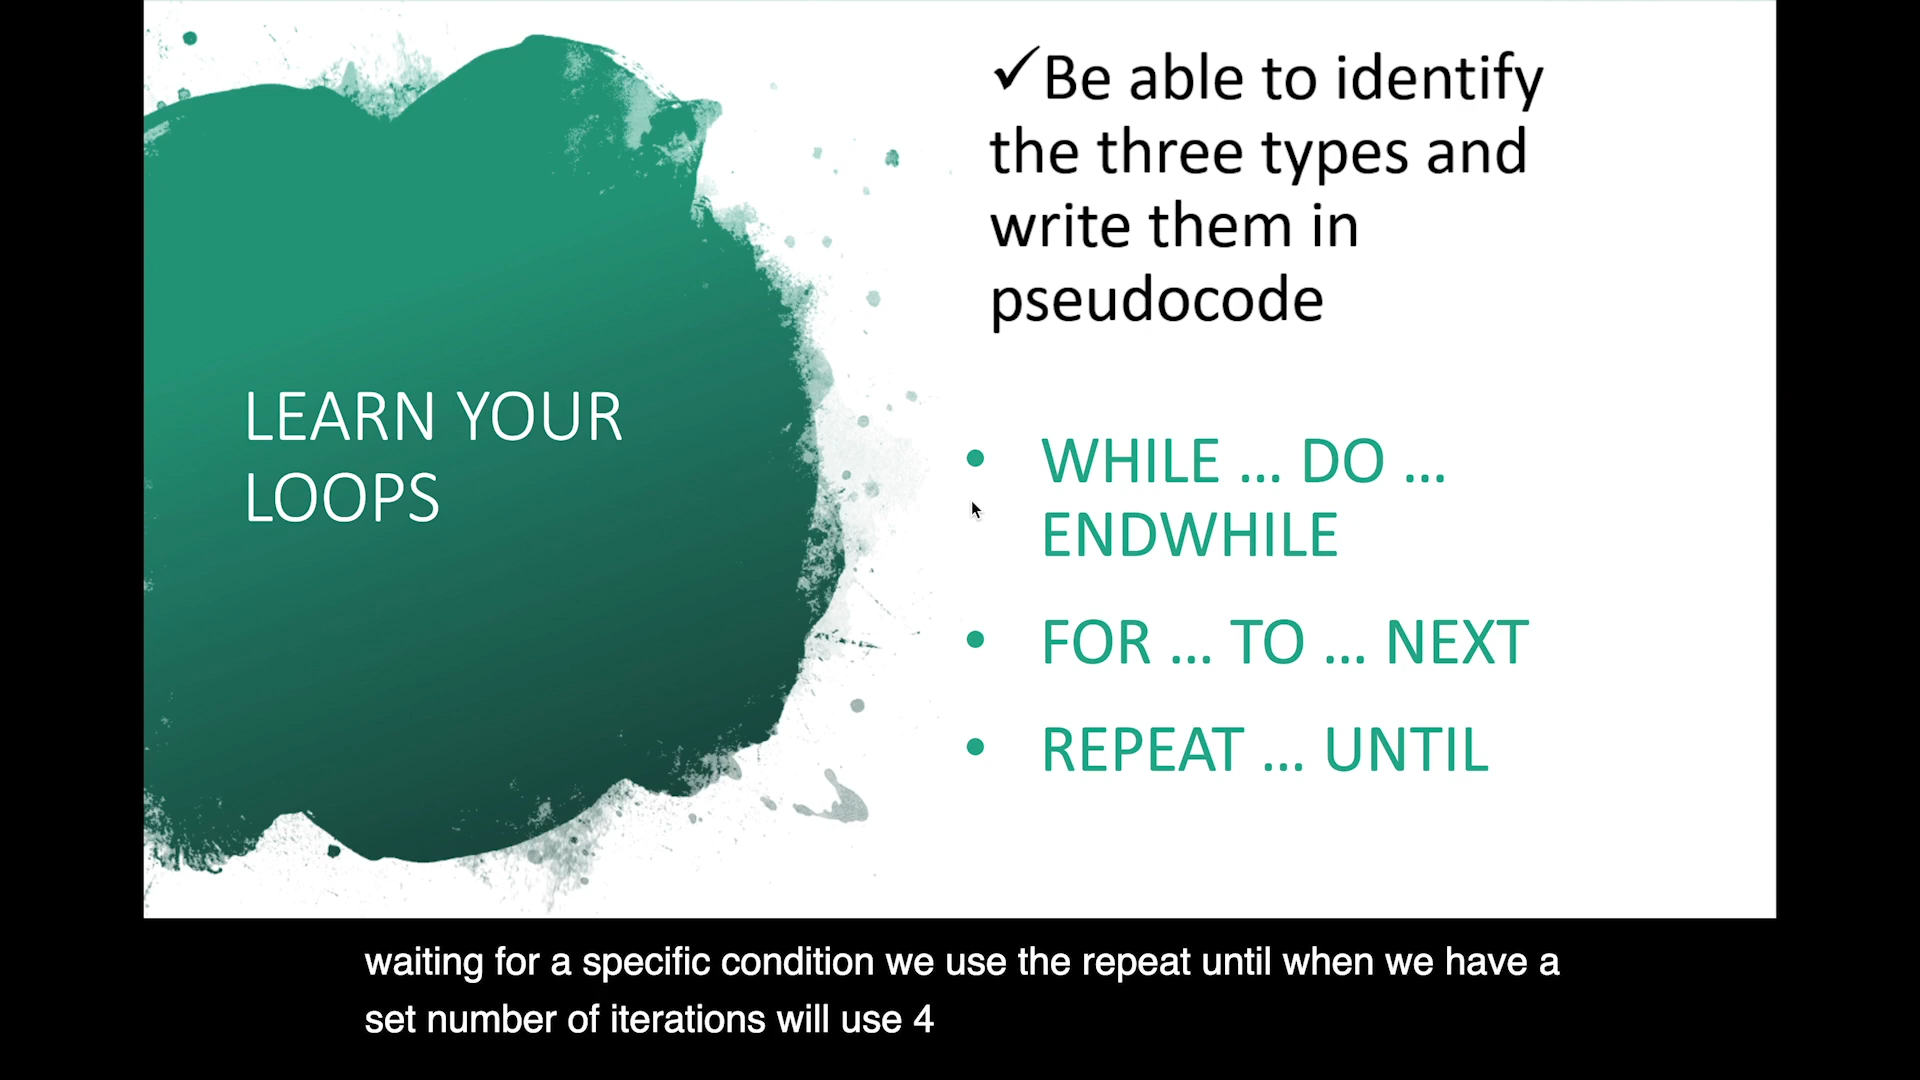 LEARN YOUR
LOOPS
✓Be able to identify
the three types and
write them in
pseudocode
• WHILE ... DO ...
ENDWHILE
• FOR ... TO ... NEXT
• REPEAT ... UNTIL
waiting for a specific condition we use the repeat until when we have a
set number of iterations will use 4